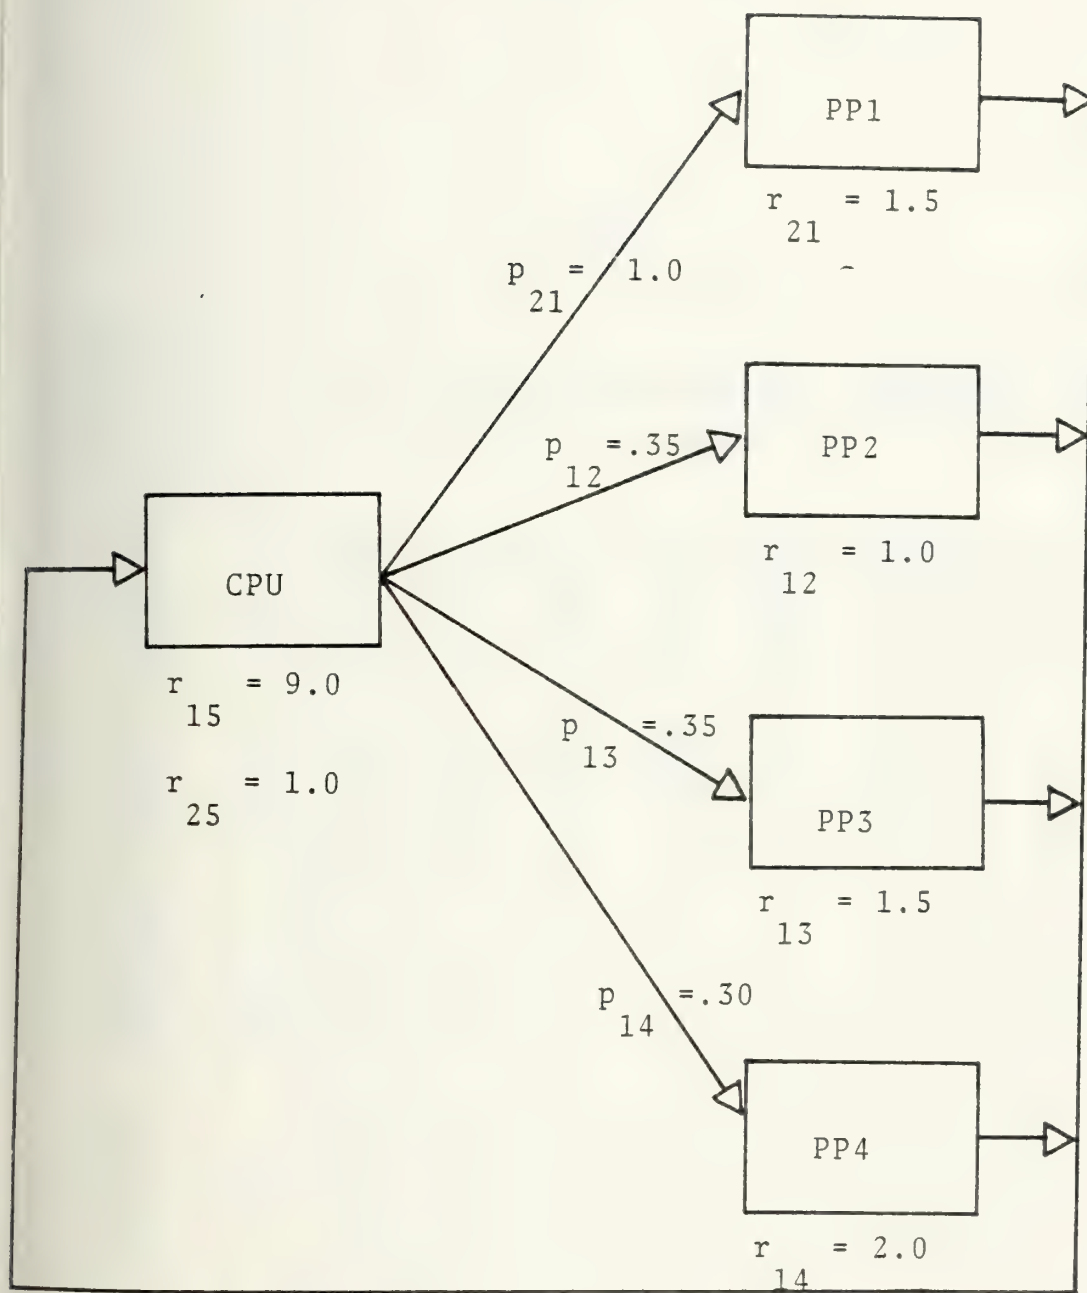 PP1
r = 1.5
21
p = 1.0
21
PP2
p =.35
12
r = 1.0
12
CPU
r = 9.0
15
r = 1.0
25
p =.35
13
PP3
r = 1.5
13
p =.30
14
PP4
r = 2.0
14